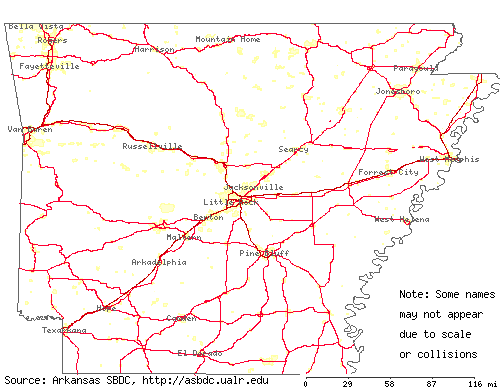 Bella Vista
Rogers
Mountain Home
Harrison
Fayetteville
Paragould
Jonesboro
Van Buren
Russellville
Searcy
West Memphis
Forrest City
Jacksonville
Little Rock
Benton
West Helena
Malvern
Pine Bluff
Arkadelphia
Hope
Camden
Texarkana
El Dorado
Note: Some names
may not appear
due to scale
or collisions
Source: Arkansas SBDC, http://asbdc.ualr.edu
0 29 58 87 116 mi